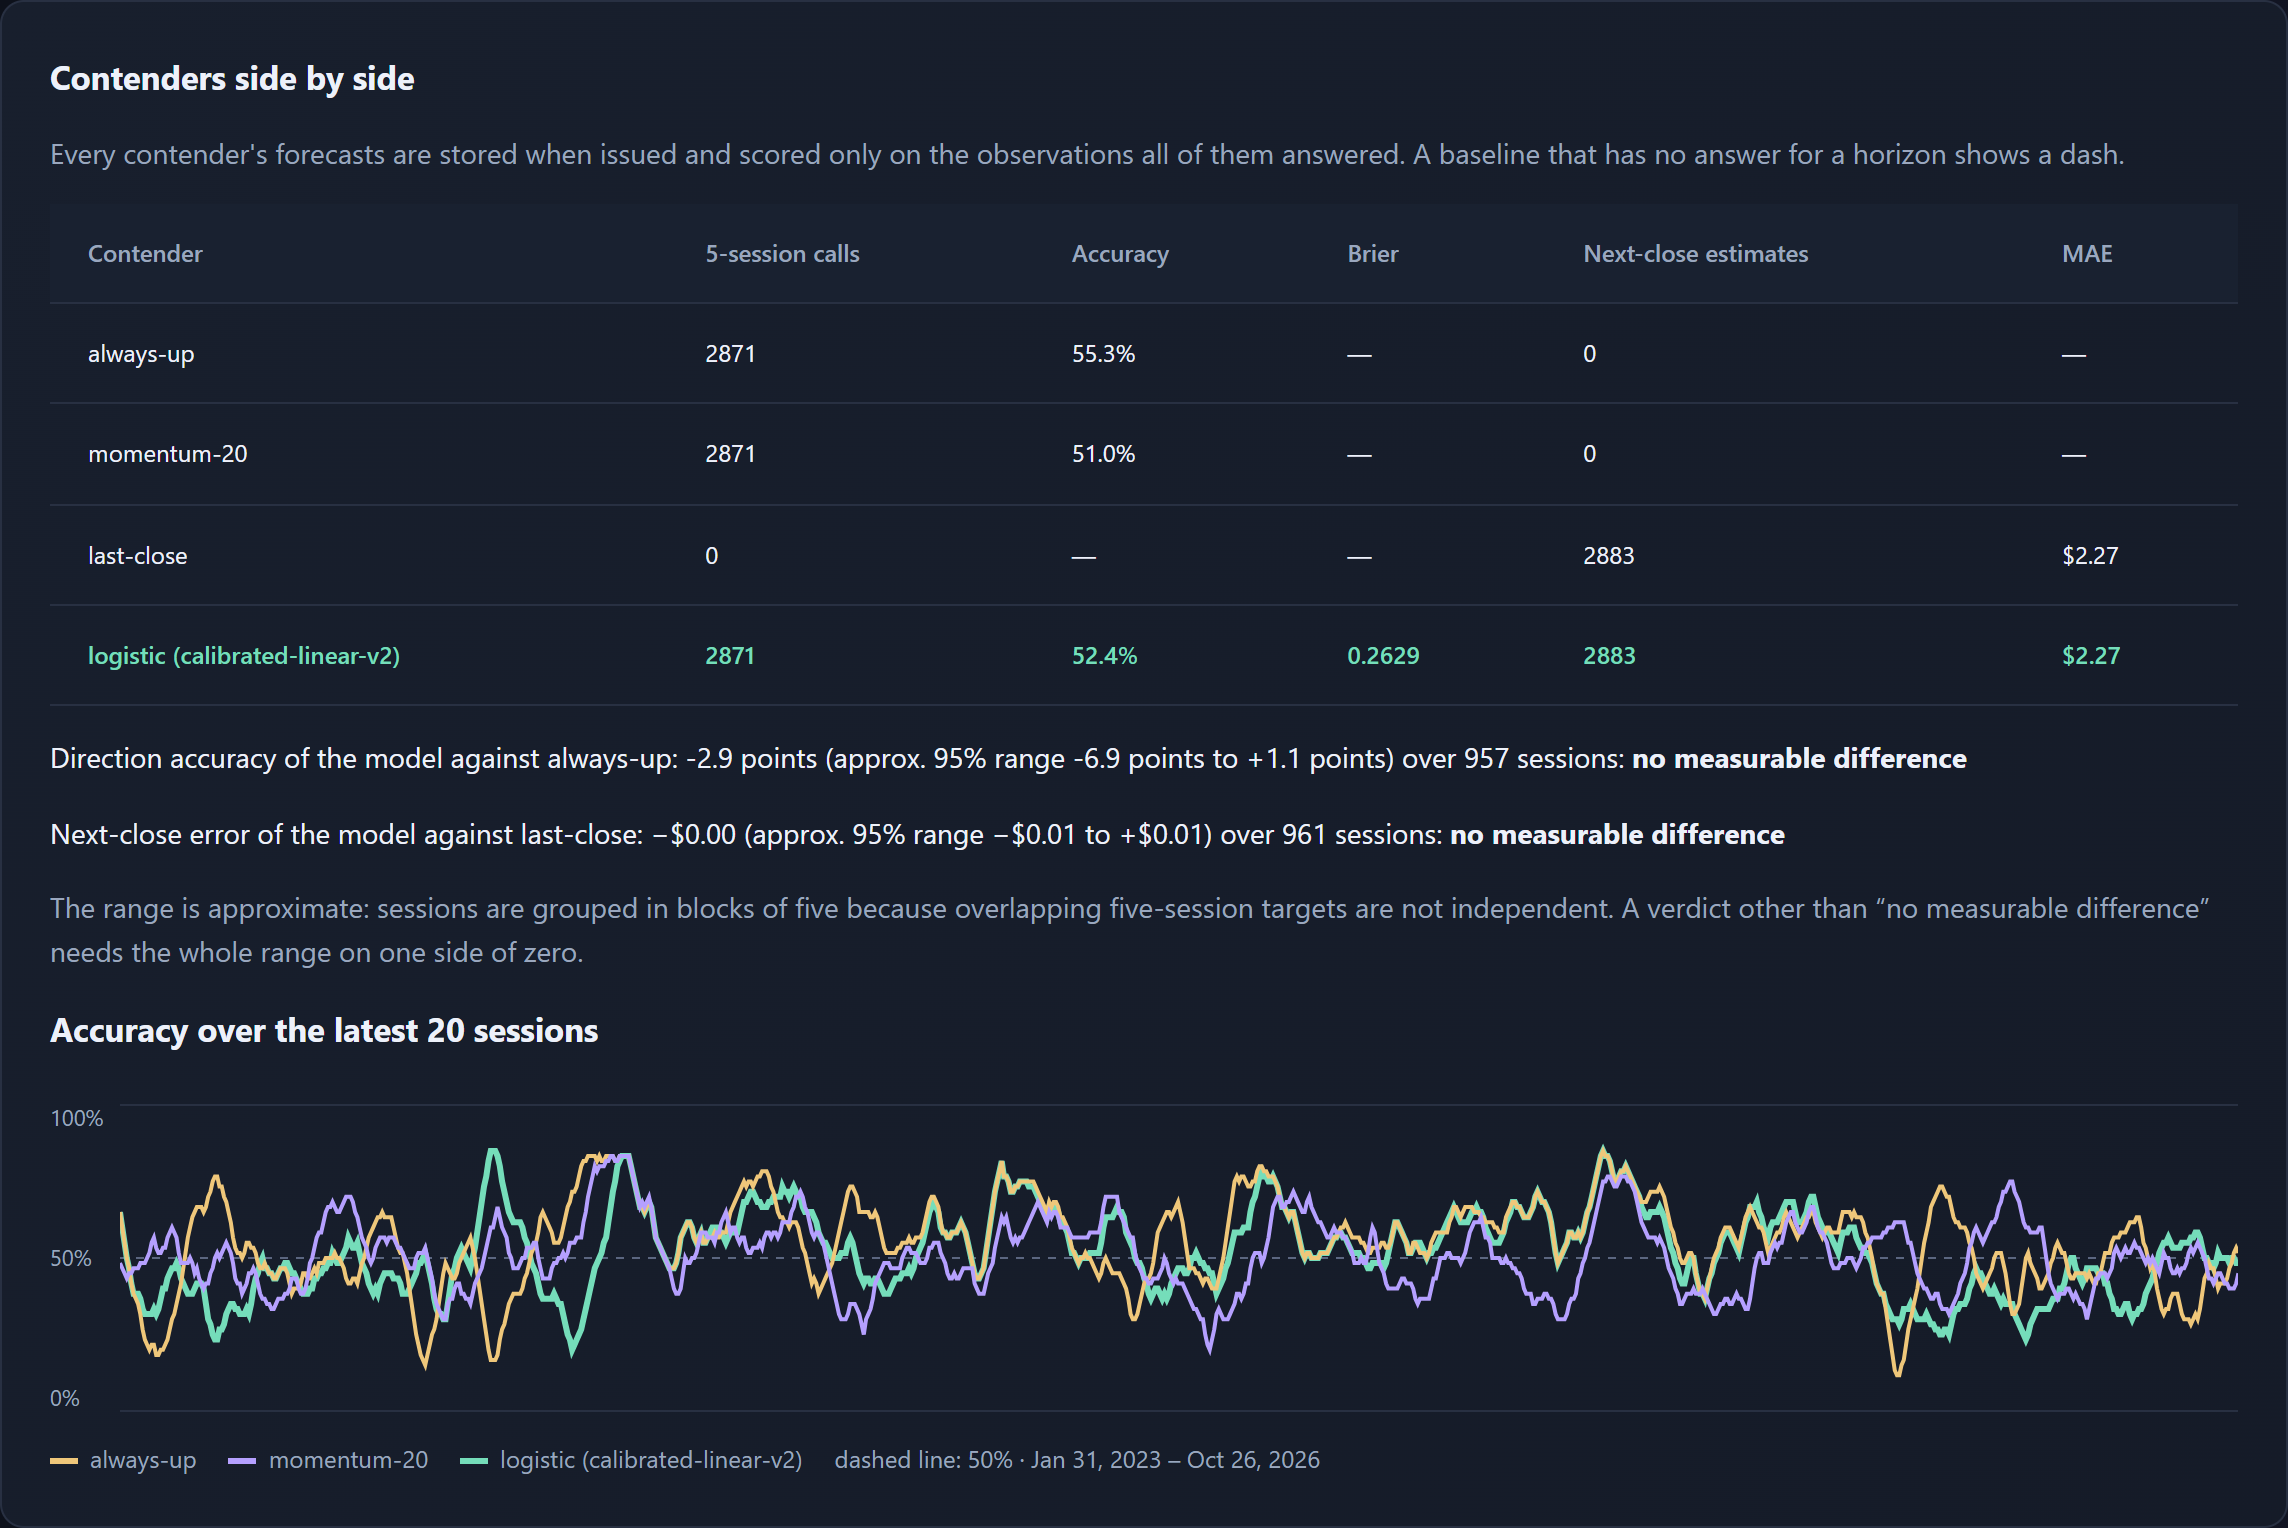 Contenders side by side
Every contender's forecasts are stored when issued and scored only on the observations all of them answered. A baseline that has no answer for a horizon shows a dash.
Contender 5-session calls Accuracy Brier Next-close estimates MAE
always-up 2871 55.3% — 0 —
momentum-20 2871 51.0% — 0 —
last-close 0 — — 2883 $2.27
logistic (calibrated-linear-v2) 2871 52.4% 0.2629 2883 $2.27
Direction accuracy of the model against always-up: -2.9 points (approx. 95% range -6.9 points to +1.1 points) over 957 sessions: no measurable difference
Next-close error of the model against last-close: −$0.00 (approx. 95% range −$0.01 to +$0.01) over 961 sessions: no measurable difference
The range is approximate: sessions are grouped in blocks of five because overlapping five-session targets are not independent. A verdict other than “no measurable difference”
needs the whole range on one side of zero.
Accuracy over the latest 20 sessions
100%
50%
0%
always-up momentum-20 logistic (calibrated-linear-v2) dashed line: 50% · Jan 31, 2023 – Oct 26, 2026